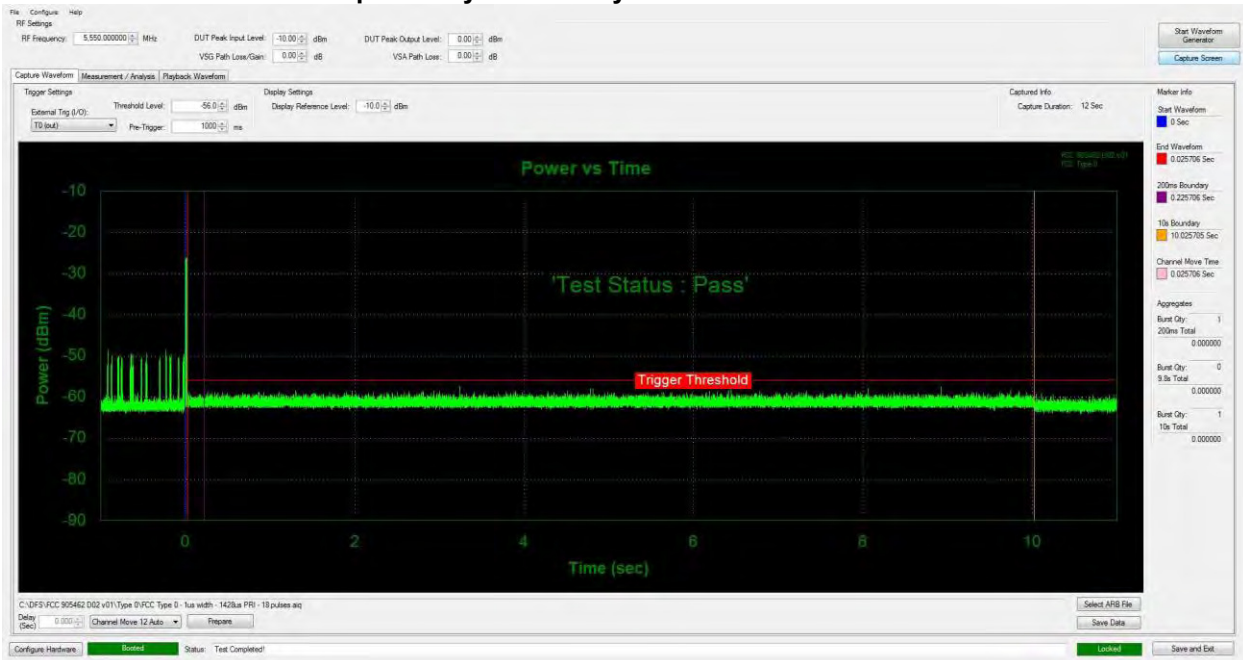 File Configure Help
RF Settings
RF Frequency: 5,550.000000 MHz
DUT Peak Input Level: -10.00 dBm
DUT Peak Output Level: 0.00 dBm
VSG Path Loss/Gain: 0.00 dB
VSA Path Loss: 0.00 dB
Start Waveform Generator
Capture Screen
Capture Waveform Measurement / Analysis Playback Waveform
Trigger Settings
External Trig (I/O):
T0 (out)
Threshold Level: -56.0 dBm
Pre-Trigger: 1000 ms
Display Settings
Display Reference Level: -10.0 dBm
Captured Info
Capture Duration: 12 Sec
Power vs Time
'Test Status : Pass'
Trigger Threshold
Power (dBm)
-10
-20
-30
-40
-50
-60
-70
-80
-90
0 2 4 6 8 10
Time (sec)
Marker Info
Start Waveform
0 Sec
End Waveform
0.025706 Sec
200ms Boundary
0.225706 Sec
10s Boundary
10.025705 Sec
Channel Move Time
0.025706 Sec
Aggregates
Burst Qty: 1
200ms Total
0.000000
Burst Qty: 0
9.8s Total
0.000000
Burst Qty: 1
10s Total
0.000000
C:\DFS\FCC 905462 D02 v01\Type 0\FCC Type 0 - 1us width - 1428us PRI - 18 pulses.aiq
Select ARB File
Delay (Sec) 0.000
Channel Move 12 Auto
Prepare
Save Data
Configure Hardware
Booted
Status: Test Completed!
Locked
Save and Exit